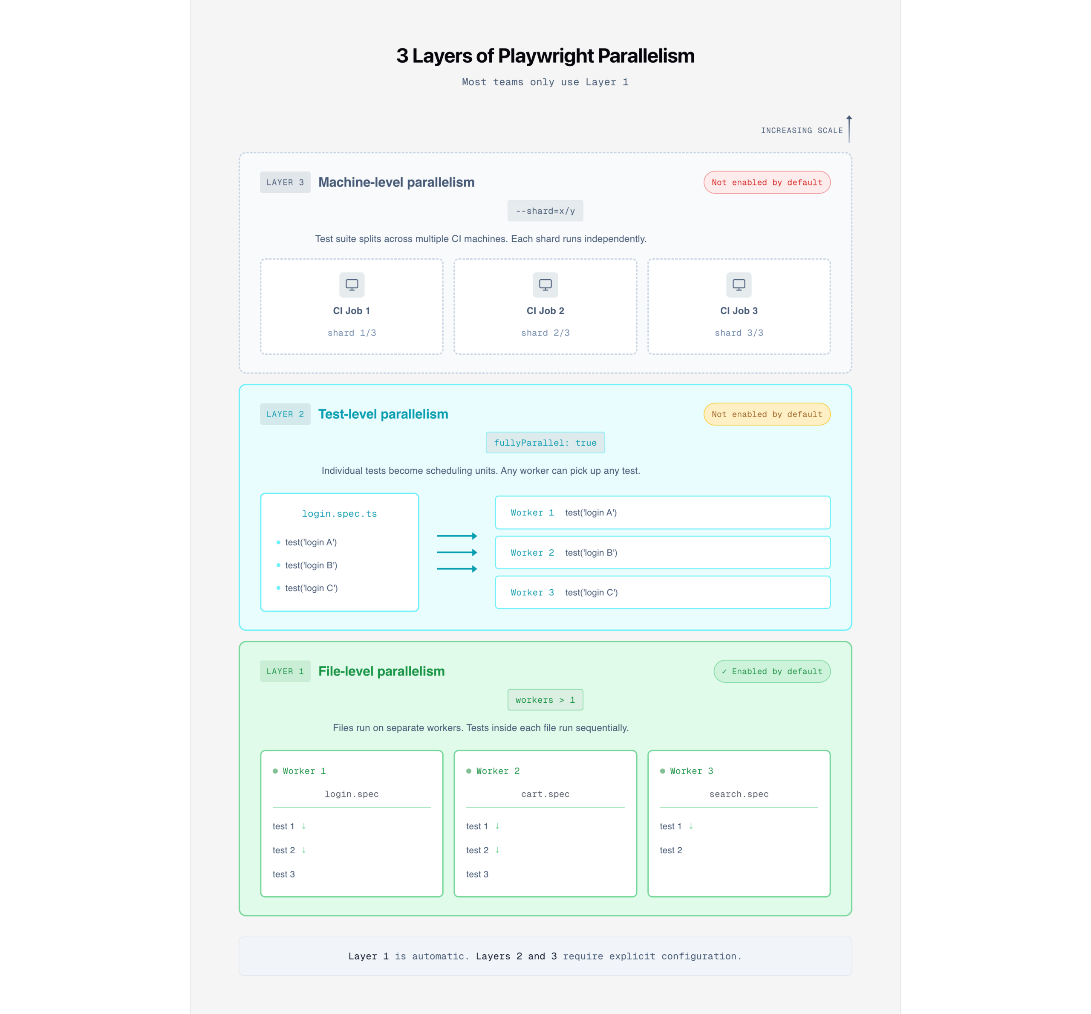 3 Layers of Playwright Parallelism
Most teams only use Layer 1
INCREASING SCALE
LAYER 3 Machine-level parallelism Not enabled by default
--shard=x/y
Test suite splits across multiple CI machines. Each shard runs independently.
CI Job 1
shard 1/3
CI Job 2
shard 2/3
CI Job 3
shard 3/3
LAYER 2 Test-level parallelism Not enabled by default
fullyParallel: true
Individual tests become scheduling units. Any worker can pick up any test.
login.spec.ts
test('login A')
test('login B')
test('login C')
Worker 1 test('login A')
Worker 2 test('login B')
Worker 3 test('login C')
LAYER 1 File-level parallelism ✓ Enabled by default
workers > 1
Files run on separate workers. Tests inside each file run sequentially.
Worker 1
login.spec
test 1 ↓
test 2 ↓
test 3
Worker 2
cart.spec
test 1 ↓
test 2 ↓
test 3
Worker 3
search.spec
test 1 ↓
test 2
Layer 1 is automatic. Layers 2 and 3 require explicit configuration.